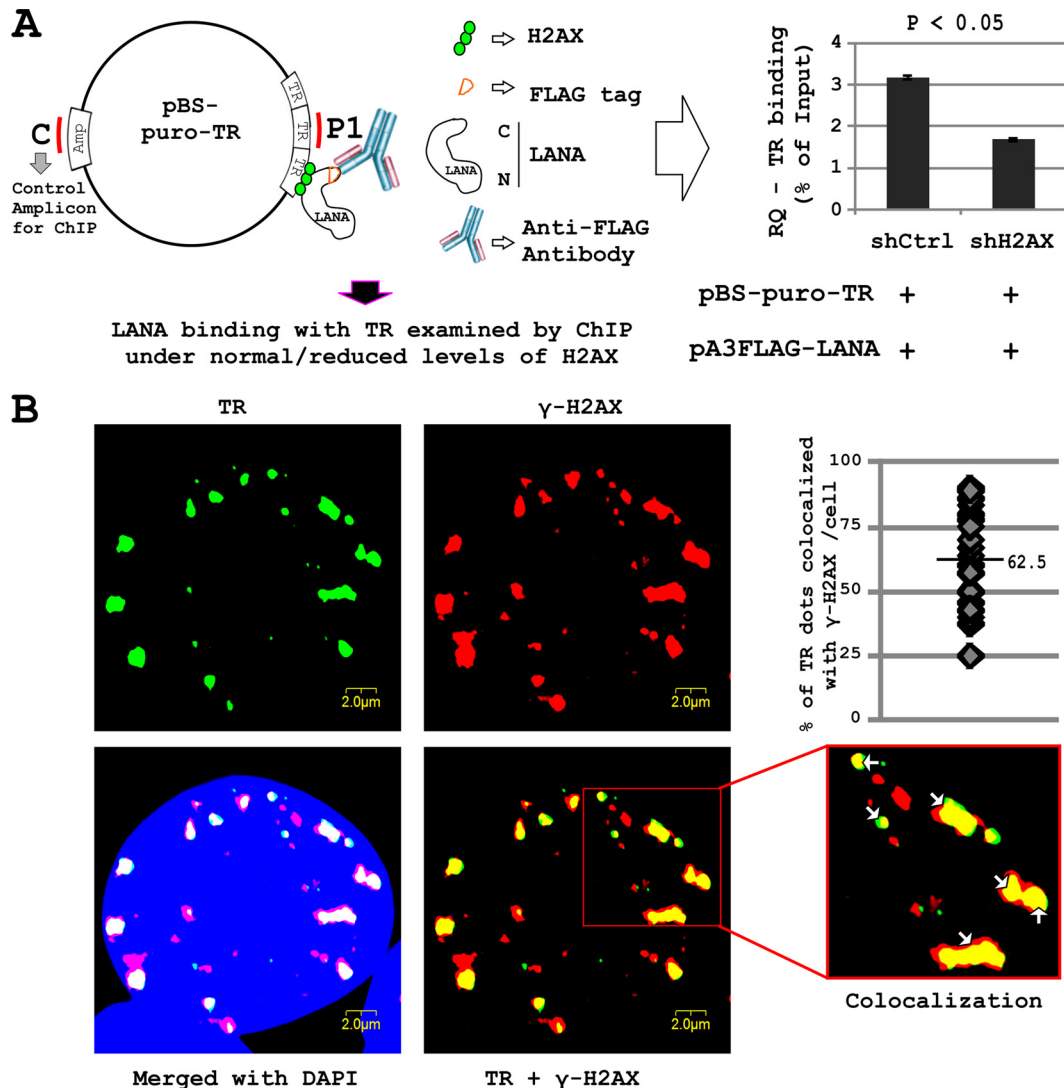 A
pBS-
puro-TR
Amp
C
Control
Amplicon
for ChIP
TR
TR
TR
P1
LANA
H2AX
FLAG tag
LANA
C
N
LANA
Anti-FLAG
Antibody
LANA binding with TR examined by ChIP
under normal/reduced levels of H2AX
P < 0.05
RQ - TR binding
(% of Input)
4
3
2
1
0
shCtrl
shH2AX
pBS-puro-TR + +
pA3FLAG-LANA + +
B
TR
γ-H2AX
2.0µm
2.0µm
% of TR dots colocalized
with γ-H2AX /cell
100
75
50
25
0
62.5
2.0µm
2.0µm
Merged with DAPI
TR + γ-H2AX
Colocalization